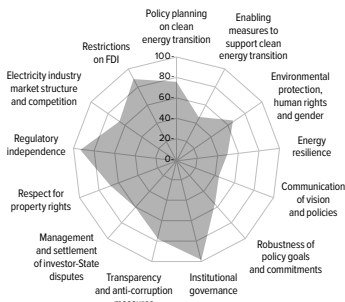 Policy planning
on clean
energy transition
Enabling
measures to
support clean
energy transition
Environmental
protection,
human rights
and gender
Energy
resilience
Communication
of vision
and policies
Robustness of
policy goals
and commitments
Institutional
governance
Transparency
and anti-corruption
measures
Management
and settlement
of investor-State
disputes
Respect for
property rights
Regulatory
independence
Electricity industry
market structure
and competition
Restrictions
on FDI
100
80
60
40
20
0